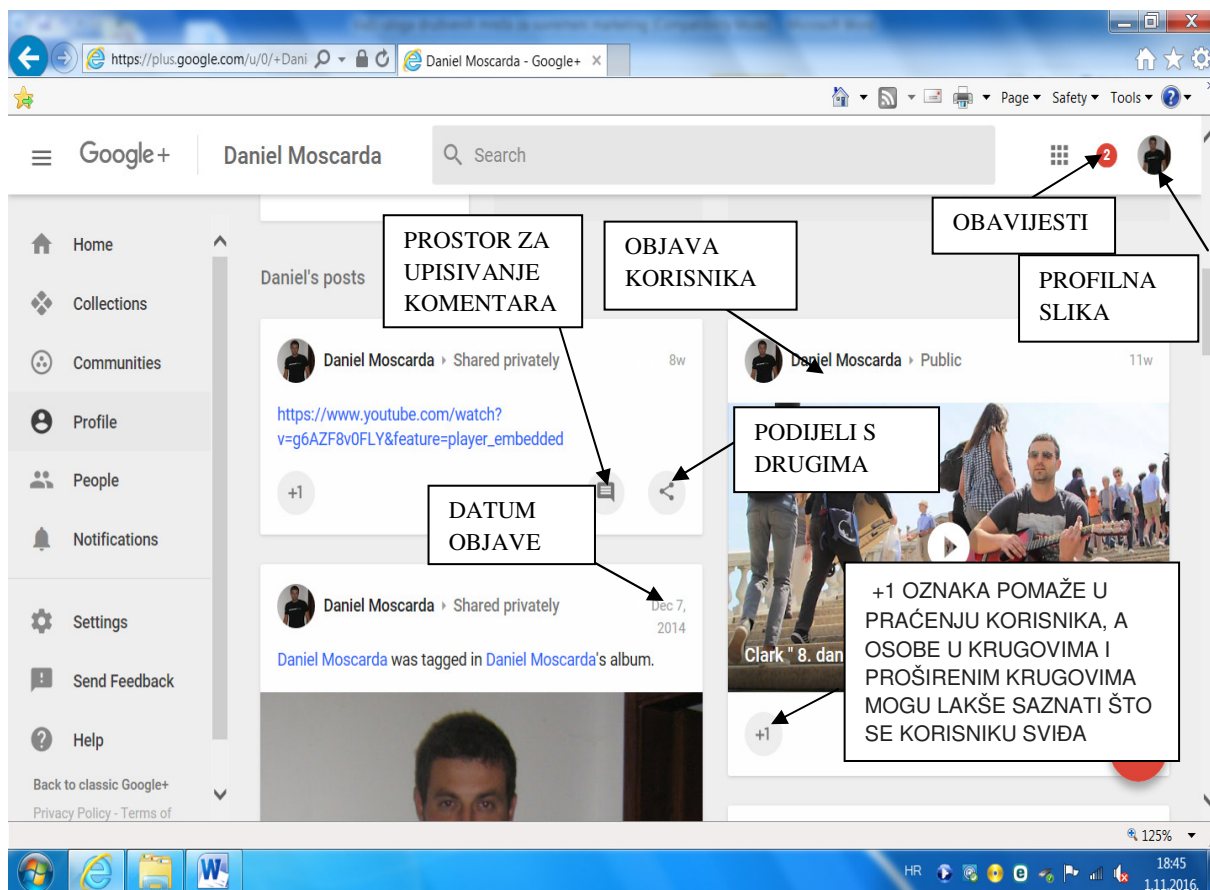 https://plus.google.com/u/0/+Dani
Daniel Moscarda - Google+
Page
Safety
Tools
Google+
Daniel Moscarda
Search
2
OBAVIJESTI
PROFILNA
SLIKA
PROSTOR ZA
UPISIVANJE
KOMENTARA
OBJAVA
KORISNIKA
Home
Collections
Communities
Profile
People
Notifications
Settings
Send Feedback
Help
Back to classic Google+
Privacy Policy - Terms of
Daniel's posts
Daniel Moscarda Shared privately 8w
https://www.youtube.com/watch?
v=g6AZF8v0FLY&feature=player_embedded
+1
DATUM
OBJAVE
Daniel Moscarda Shared privately
Dec 7,
2014
Daniel Moscarda was tagged in Daniel Moscarda's album.
Daniel Moscarda Public 11w
PODIJELI S
DRUGIMA
Clark " 8. dan
+1 OZNAKA POMAŽE U
PRAĆENJU KORISNIKA, A
OSOBE U KRUGOVIMA I
PROŠIRENIM KRUGOVIMA
MOGU LAKŠE SAZNATI ŠTO
SE KORISNIKU SVIĐA
+1
125%
HR
18:45
1.11.2016.